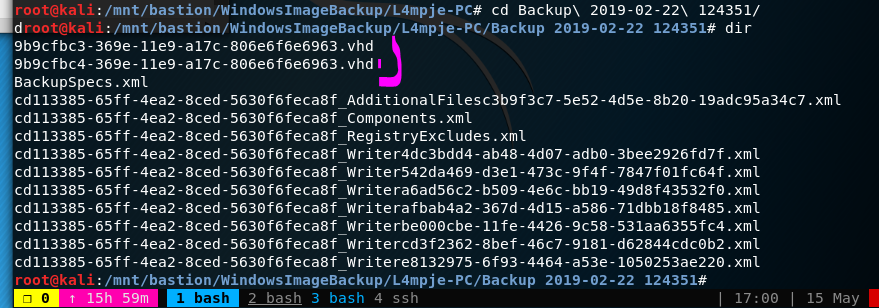 root@kali:/mnt/bastion/WindowsImageBackup/L4mpje-PC# cd Backup\ 2019-02-22\ 124351/
droot@kali:/mnt/bastion/WindowsImageBackup/L4mpje-PC/Backup 2019-02-22 124351# dir
9b9cfbc3-369e-11e9-a17c-806e6f6e6963.vhd
9b9cfbc4-369e-11e9-a17c-806e6f6e6963.vhd
BackupSpecs.xml
cd113385-65ff-4ea2-8ced-5630f6feca8f_AdditionalFilesc3b9f3c7-5e52-4d5e-8b20-19adc95a34c7.xml
cd113385-65ff-4ea2-8ced-5630f6feca8f_Components.xml
cd113385-65ff-4ea2-8ced-5630f6feca8f_RegistryExcludes.xml
cd113385-65ff-4ea2-8ced-5630f6feca8f_Writer4dc3bdd4-ab48-4d07-adb0-3bee2926fd7f.xml
cd113385-65ff-4ea2-8ced-5630f6feca8f_Writer542da469-d3e1-473c-9f4f-7847f01fc64f.xml
cd113385-65ff-4ea2-8ced-5630f6feca8f_Writera6ad56c2-b509-4e6c-bb19-49d8f43532f0.xml
cd113385-65ff-4ea2-8ced-5630f6feca8f_Writerafbab4a2-367d-4d15-a586-71dbb18f8485.xml
cd113385-65ff-4ea2-8ced-5630f6feca8f_Writerbe000cbe-11fe-4426-9c58-531aa6355fc4.xml
cd113385-65ff-4ea2-8ced-5630f6feca8f_Writercd3f2362-8bef-46c7-9181-d62844cdc0b2.xml
cd113385-65ff-4ea2-8ced-5630f6feca8f_Writere8132975-6f93-4464-a53e-1050253ae220.xml
root@kali:/mnt/bastion/WindowsImageBackup/L4mpje-PC/Backup 2019-02-22 124351#
❐ 0 ↑ 15h 59m 1 bash 2 bash 3 bash 4 ssh | 17:00 | 15 May